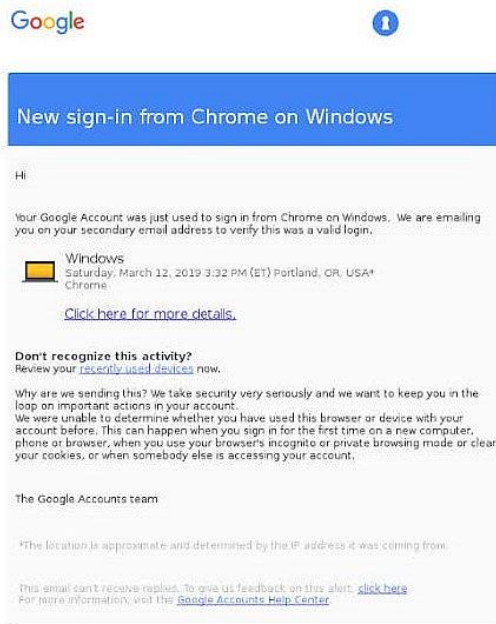 Google
New sign-in from Chrome on Windows
Hi
Your Google Account was just used to sign in from Chrome on Windows. We are emailing
you on your secondary email address to verify this was a valid login.
Windows
Saturday, March 12, 2019 3:32 PM (ET) Portland, OR, USA*
Chrome
Click here for more details.
Don't recognize this activity?
Review your recently used devices now.
Why are we sending this? We take security very seriously and we want to keep you in the
loop on important actions in your account.
We were unable to determine whether you have used this browser or device with your
account before. This can happen when you sign in for the first time on a new computer,
phone or browser, when you use your browser's incognito or private browsing mode or clear
your cookies, or when somebody else is accessing your account.
The Google Accounts team
*The location is approximate and determined by the IP address it was coming from.
This email can't receive replies. To give us feedback on this alert, click here.
For more information, visit the Google Accounts Help Center.